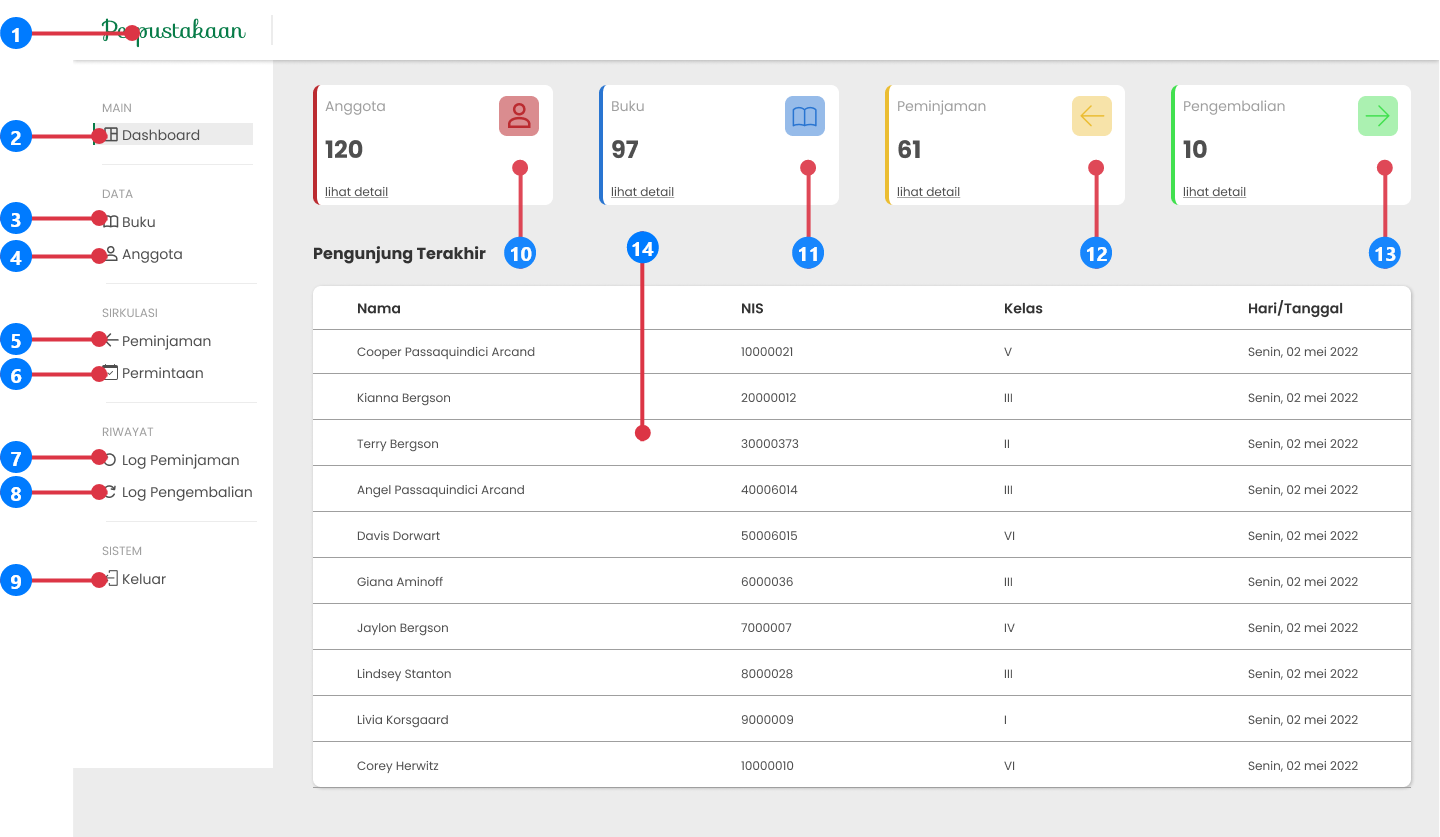 1 Perpustakaan
MAIN
2 Dashboard
DATA
3 Buku
4 Anggota
SIRKULASI
5 Peminjaman
6 Permintaan
RIWAYAT
7 Log Peminjaman
8 Log Pengembalian
SISTEM
9 Keluar
Anggota
120
lihat detail
10
Buku
97
lihat detail
11
Peminjaman
61
lihat detail
12
Pengembalian
10
lihat detail
13
Pengunjung Terakhir
14
Nama NIS Kelas Hari/Tanggal
Cooper Passaquindici Arcand 10000021 V Senin, 02 mei 2022
Kianna Bergson 20000012 III Senin, 02 mei 2022
Terry Bergson 30000373 II Senin, 02 mei 2022
Angel Passaquindici Arcand 40006014 III Senin, 02 mei 2022
Davis Dorwart 50006015 VI Senin, 02 mei 2022
Giana Aminoff 6000036 III Senin, 02 mei 2022
Jaylon Bergson 7000007 IV Senin, 02 mei 2022
Lindsey Stanton 8000028 III Senin, 02 mei 2022
Livia Korsgaard 9000009 I Senin, 02 mei 2022
Corey Herwitz 10000010 VI Senin, 02 mei 2022